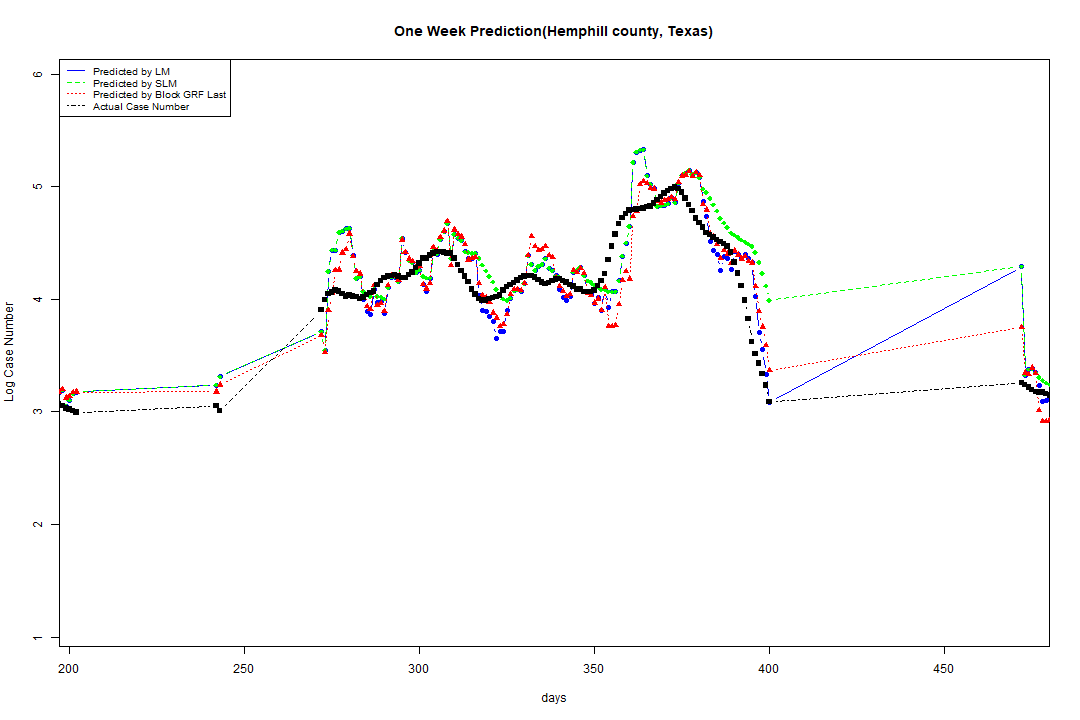 One Week Prediction(Hemphill county, Texas)
Predicted by LM
Predicted by SLM
Predicted by Block GRF Last
Actual Case Number
6
5
4
3
2
1
Log Case Number
200 250 300 350 400 450
days